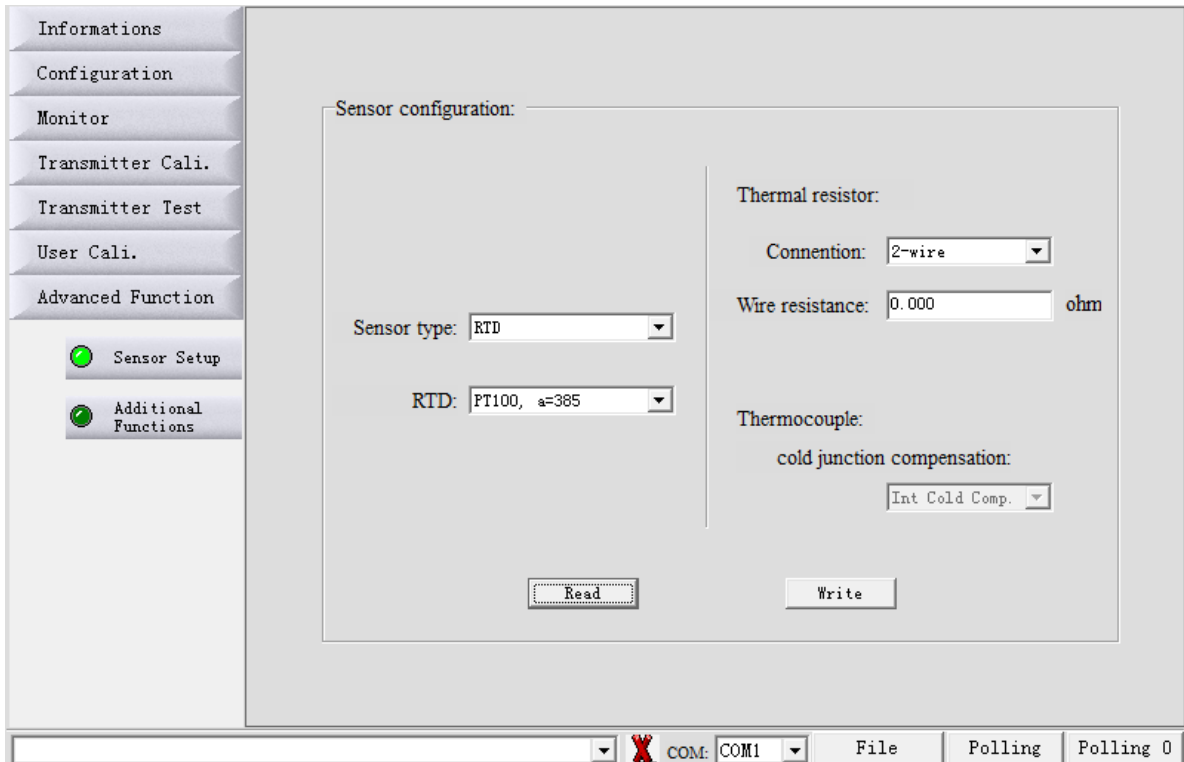 Informations
Configuration
Monitor
Transmitter Cali.
Transmitter Test
User Cali.
Advanced Function
Sensor Setup
Additional
Functions
Sensor configuration:
Sensor type: RTD
RTD: PT100, a=385
Thermal resistor:
Connention: 2-wire
Wire resistance: 0.000 ohm
Thermocouple:
cold junction compensation:
Int Cold Comp.
Read Write
COM: COM1 File Polling Polling 0